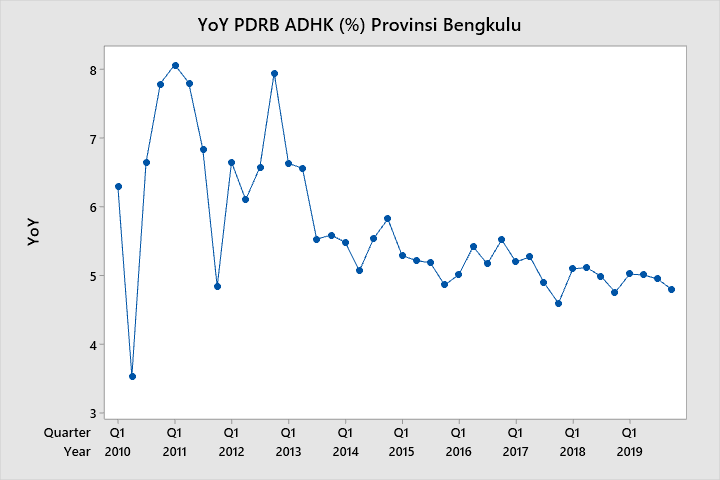 YoY PDRB ADHK (%) Provinsi Bengkulu
8
7
6
5
4
3
YoY
Quarter Q1 Q1 Q1 Q1 Q1 Q1 Q1 Q1 Q1 Q1
Year 2010 2011 2012 2013 2014 2015 2016 2017 2018 2019